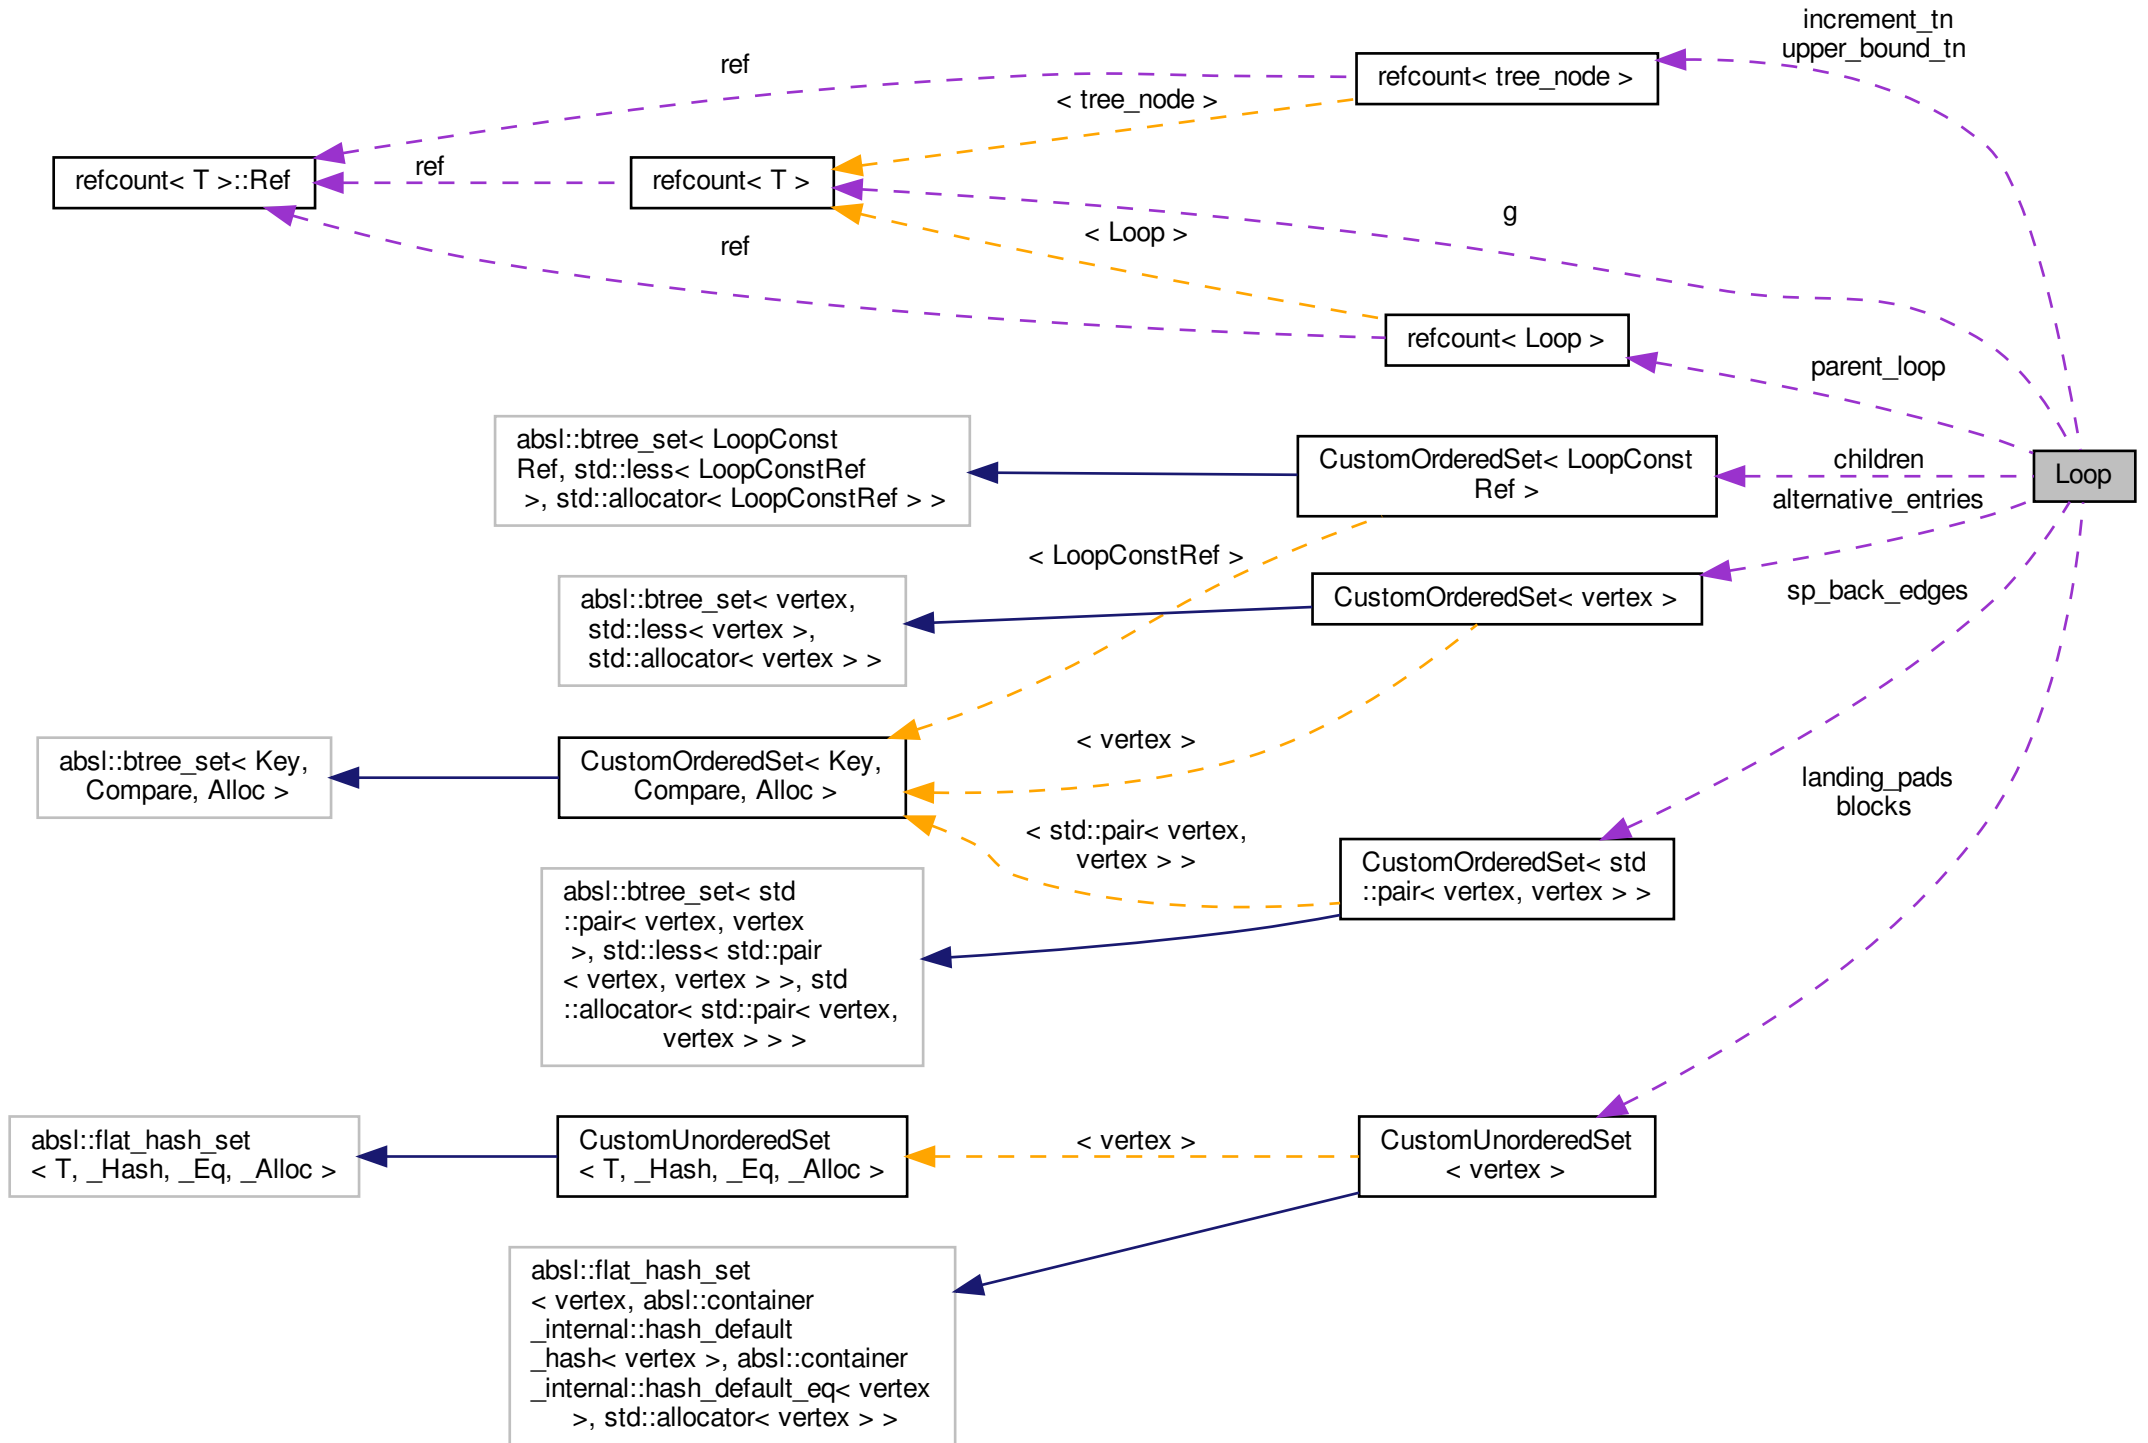 increment_tn
upper_bound_tn
ref
refcount< tree_node >
< tree_node >
ref
refcount< T >::Ref
refcount< T >
g
< Loop >
ref
refcount< Loop >
parent_loop
absl::btree_set< LoopConst
Ref, std::less< LoopConstRef
>, std::allocator< LoopConstRef > >
CustomOrderedSet< LoopConst
Ref >
children
Loop
alternative_entries
< LoopConstRef >
absl::btree_set< vertex,
std::less< vertex >,
std::allocator< vertex > >
CustomOrderedSet< vertex >
sp_back_edges
< vertex >
absl::btree_set< Key,
Compare, Alloc >
CustomOrderedSet< Key,
Compare, Alloc >
landing_pads
blocks
< std::pair< vertex,
vertex > >
CustomOrderedSet< std
::pair< vertex, vertex > >
absl::btree_set< std
::pair< vertex, vertex
>, std::less< std::pair
< vertex, vertex > >, std
::allocator< std::pair< vertex,
vertex > > >
absl::flat_hash_set
< T, _Hash, _Eq, _Alloc >
CustomUnorderedSet
< T, _Hash, _Eq, _Alloc >
< vertex >
CustomUnorderedSet
< vertex >
absl::flat_hash_set
< vertex, absl::container
_internal::hash_default
_hash< vertex >, absl::container
_internal::hash_default_eq< vertex
>, std::allocator< vertex > >